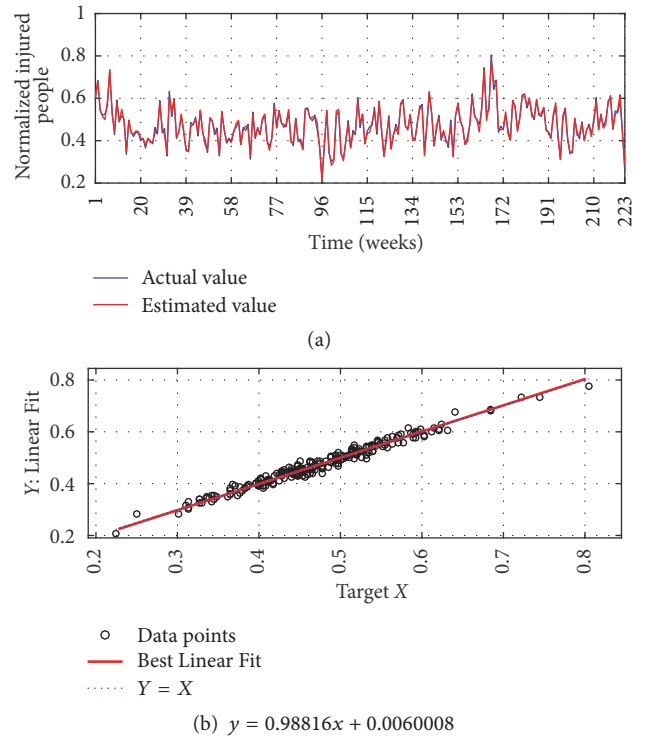 1
0.8
0.6
0.4
0.2
Normalized injured
people
1
20
39
58
77
96
115
134
153
172
191
210
223
Time (weeks)
Actual value
Estimated value
(a)
0.8
0.6
0.4
0.2
Y: Linear Fit
0.2
0.3
0.4
0.5
0.6
0.7
0.8
Target X
Data points
Best Linear Fit
Y = X
(b) y = 0.98816x + 0.0060008